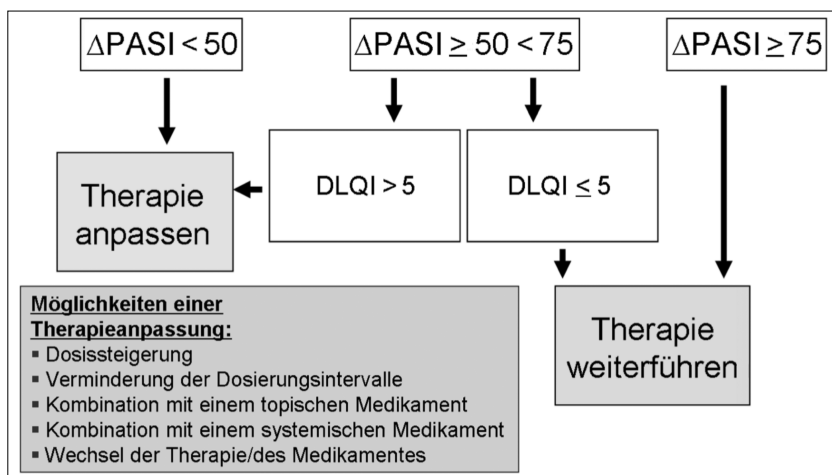 ΔPASI < 50
ΔPASI ≥ 50 < 75
ΔPASI ≥ 75
DLQI > 5
DLQI ≤ 5
Therapie
anpassen
Möglichkeiten einer
Therapieanpassung:
▪ Dosissteigerung
▪ Verminderung der Dosierungsintervalle
▪ Kombination mit einem topischen Medikament
▪ Kombination mit einem systemischen Medikament
▪ Wechsel der Therapie/des Medikamentes
Therapie
weiterführen